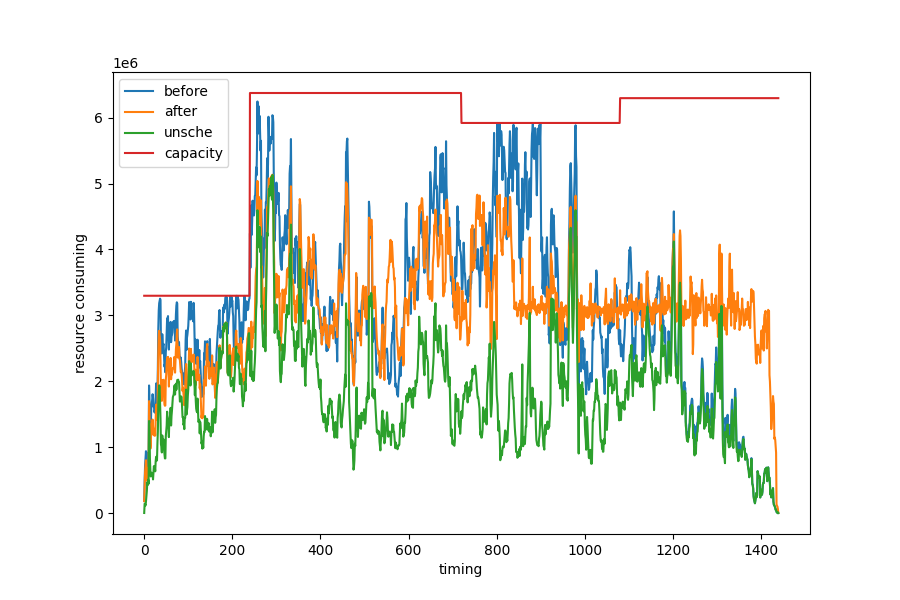 1e6
before
after
unsche
capacity
6
5
4
3
2
1
0
resource consuming
0 200 400 600 800 1000 1200 1400
timing